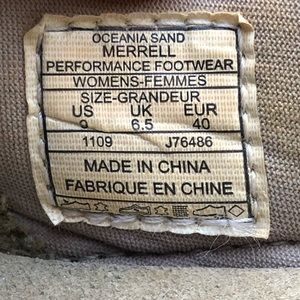 OCEANIA SAND
MERRELL
PERFORMANCE FOOTWEAR
WOMENS-FEMMES
SIZE-GRANDEUR
US UK EUR
9 6.5 40
1109 J76486
MADE IN CHINA
FABRIQUE EN CHINE